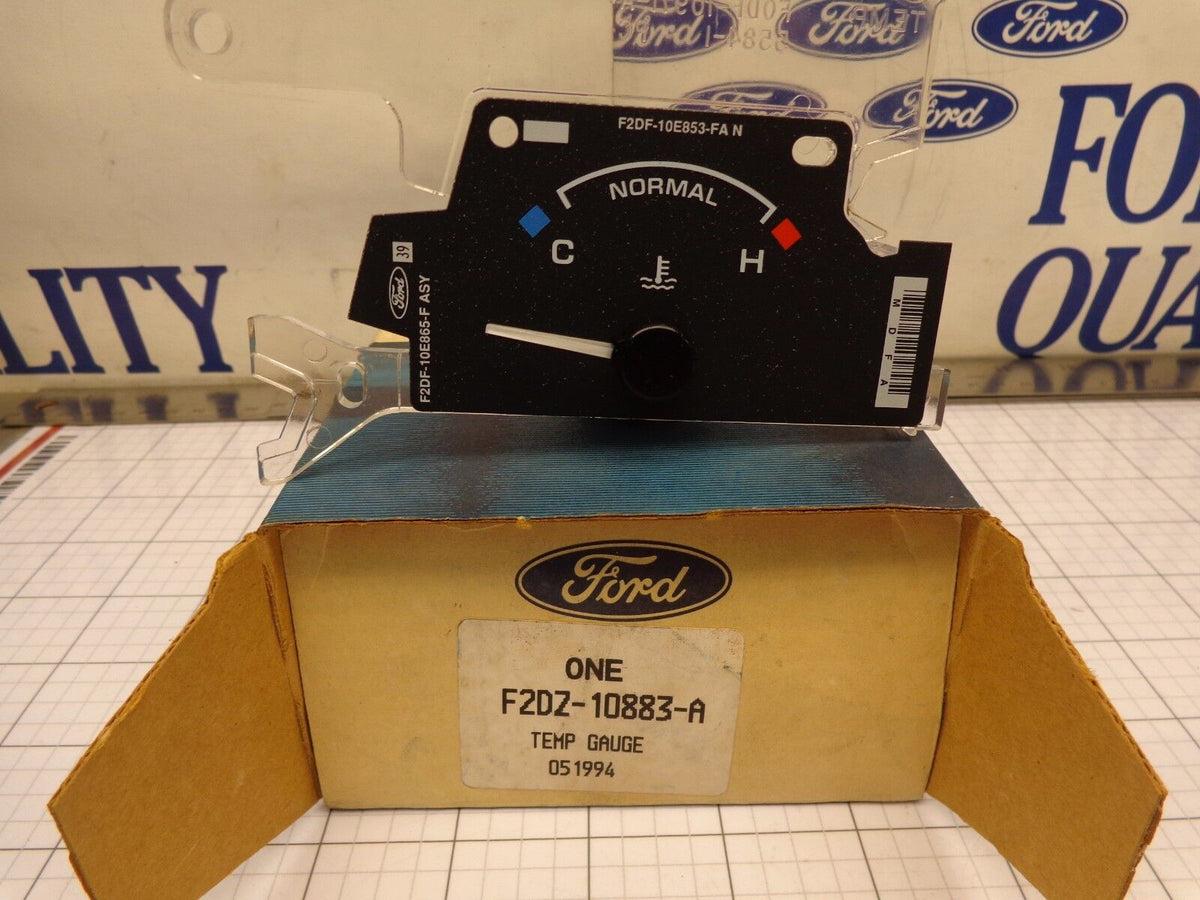 Ford
Ford
Ford
Ford
FO
QUA
LITY
F2DF-10E853-FA N
NORMAL
C
H
39
Ford
F2DF-10E865-F ASY
M D F A
Ford
ONE
F2DZ-10883-A
TEMP GAUGE
051994